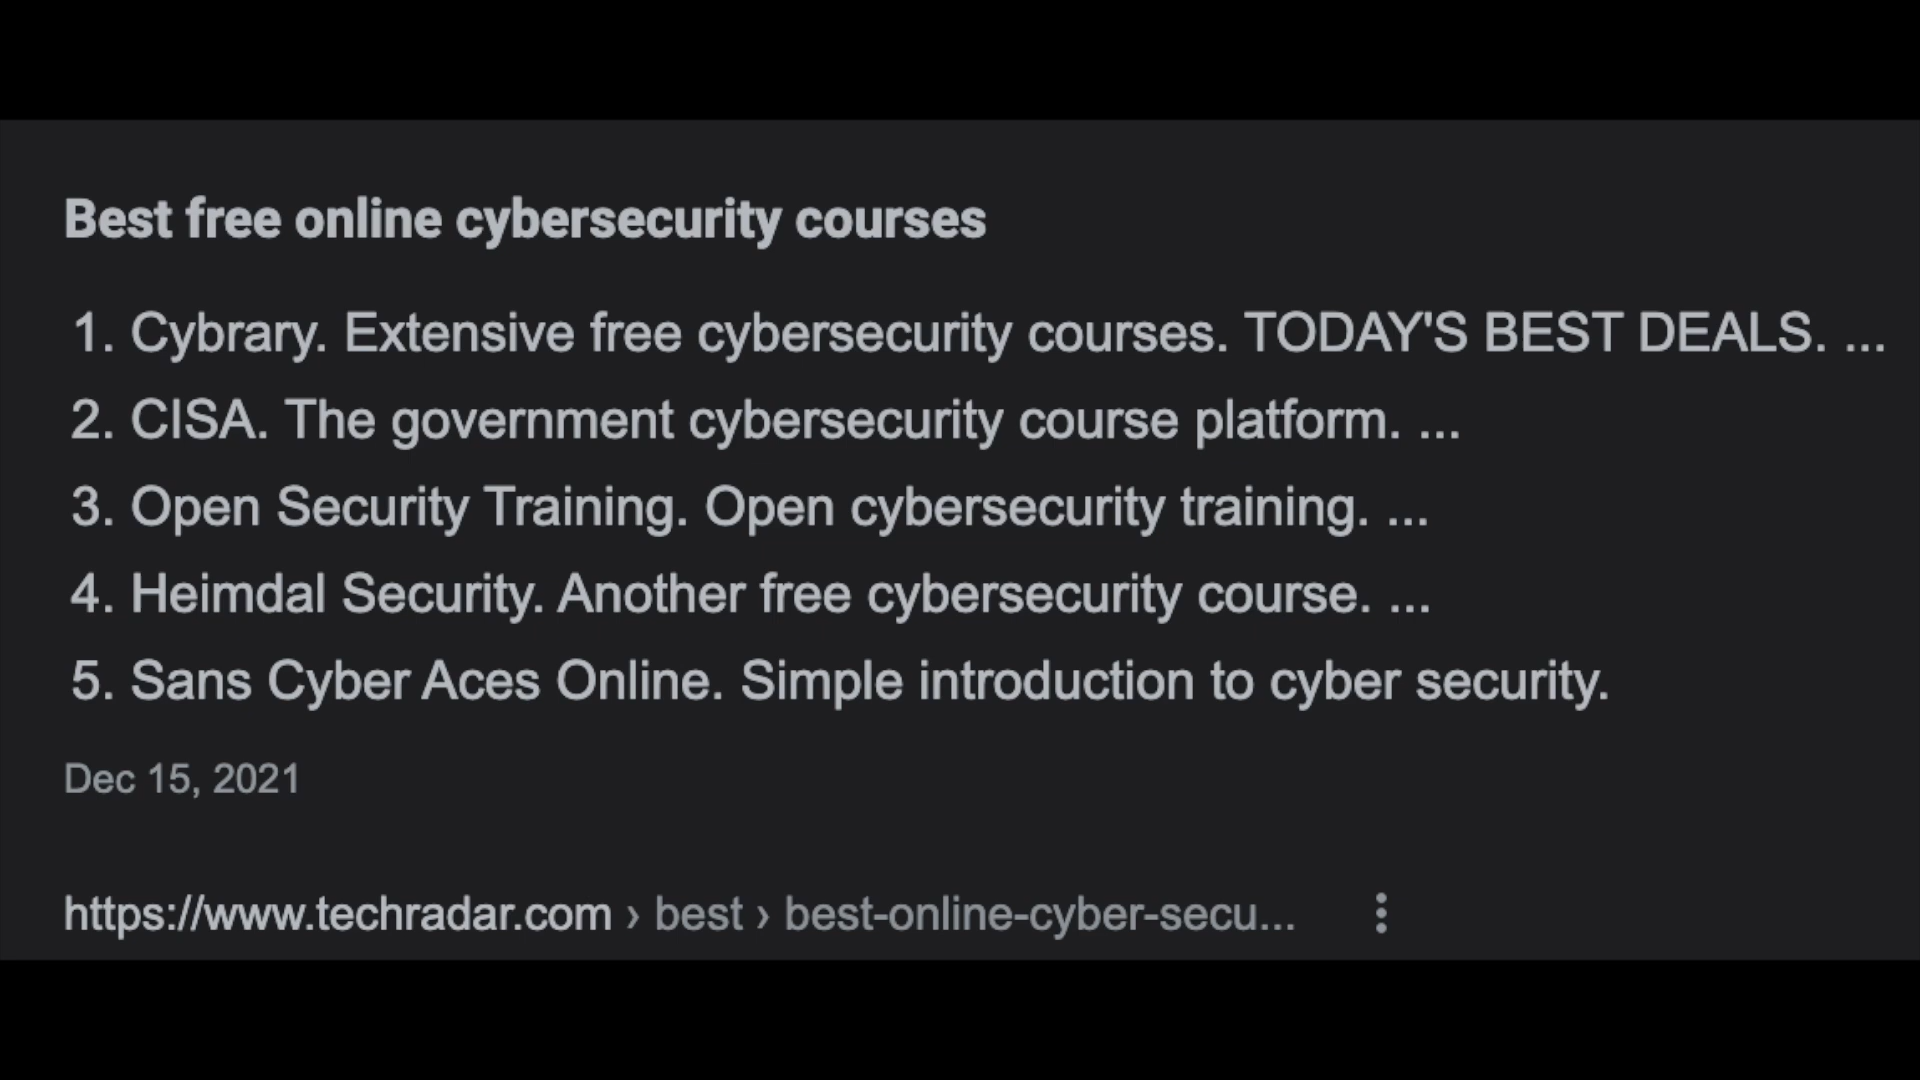 Best free online cybersecurity courses
1. Cybrary. Extensive free cybersecurity courses. TODAY'S BEST DEALS. ...
2. CISA. The government cybersecurity course platform. ...
3. Open Security Training. Open cybersecurity training. ...
4. Heimdal Security. Another free cybersecurity course. ...
5. Sans Cyber Aces Online. Simple introduction to cyber security.
Dec 15, 2021
https://www.techradar.com › best › best-online-cyber-secu...